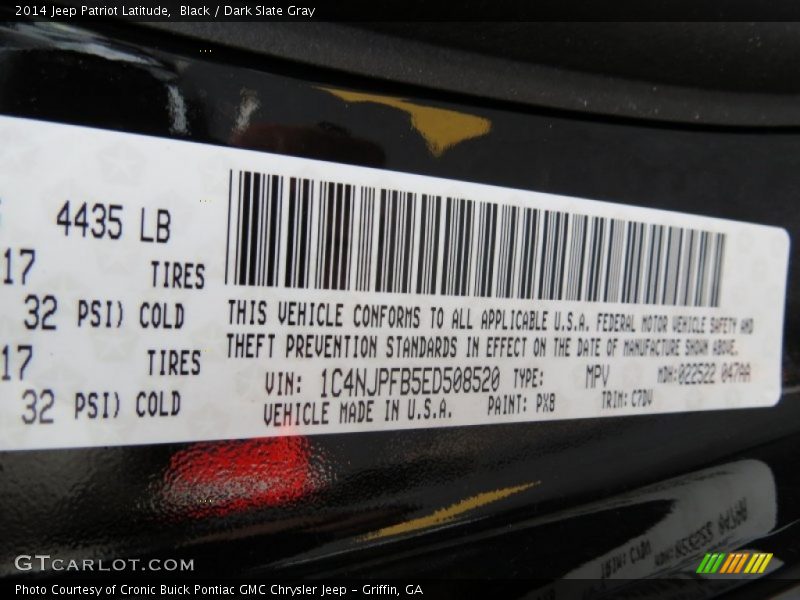 2014 Jeep Patriot Latitude, Black / Dark Slate Gray
4435 LB
17 TIRES
32 PSI) COLD
17 TIRES
32 PSI) COLD
THIS VEHICLE CONFORMS TO ALL APPLICABLE U.S.A. FEDERAL MOTOR VEHICLE SAFETY AND
THEFT PREVENTION STANDARDS IN EFFECT ON THE DATE OF MANUFACTURE SHOWN ABOVE.
VIN: 1C4NJPFB5ED508520 TYPE: MPV MDH:022522 047AA
VEHICLE MADE IN U.S.A. PAINT: PX8 TRIM: C7DV
GTCARLOT.COM
Photo Courtesy of Cronic Buick Pontiac GMC Chrysler Jeep - Griffin, GA